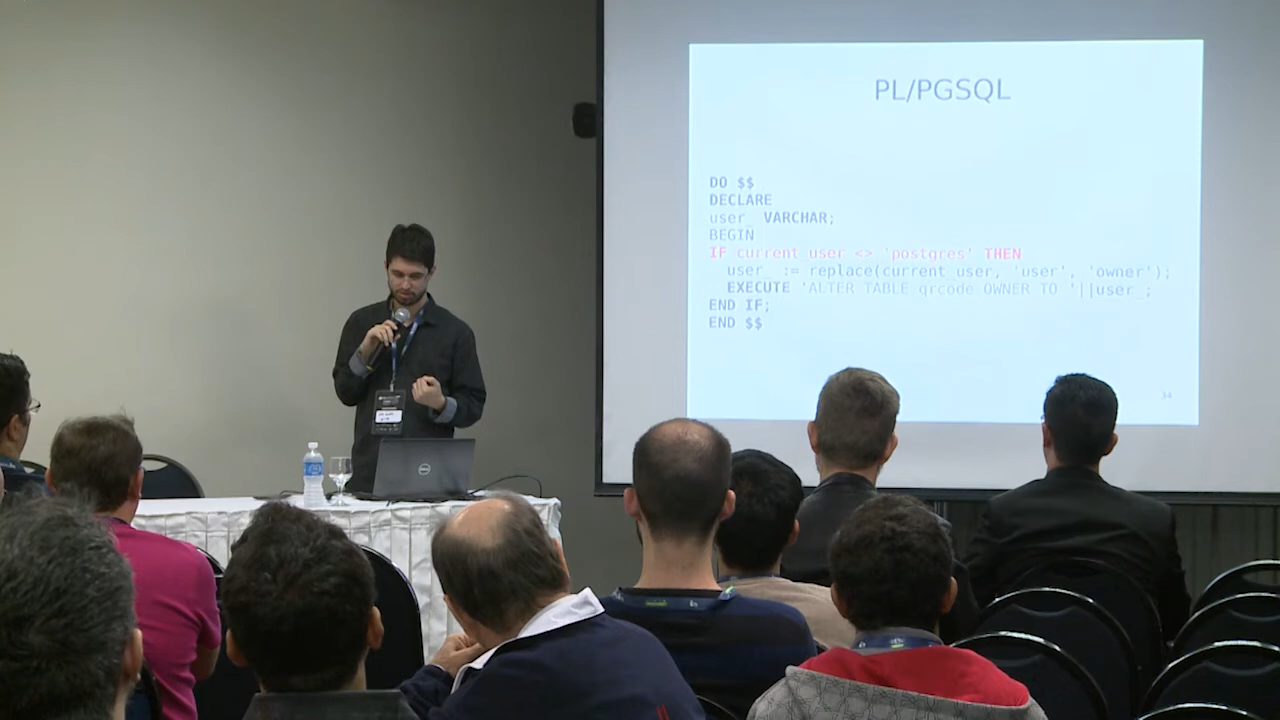 PL/PGSQL
DO $$
DECLARE
user_ VARCHAR;
BEGIN
IF current_user <> 'postgres' THEN
user_ := replace(current_user, 'user', 'owner');
EXECUTE 'ALTER TABLE qrcode OWNER TO '||user_;
END IF;
END $$
34
DELL